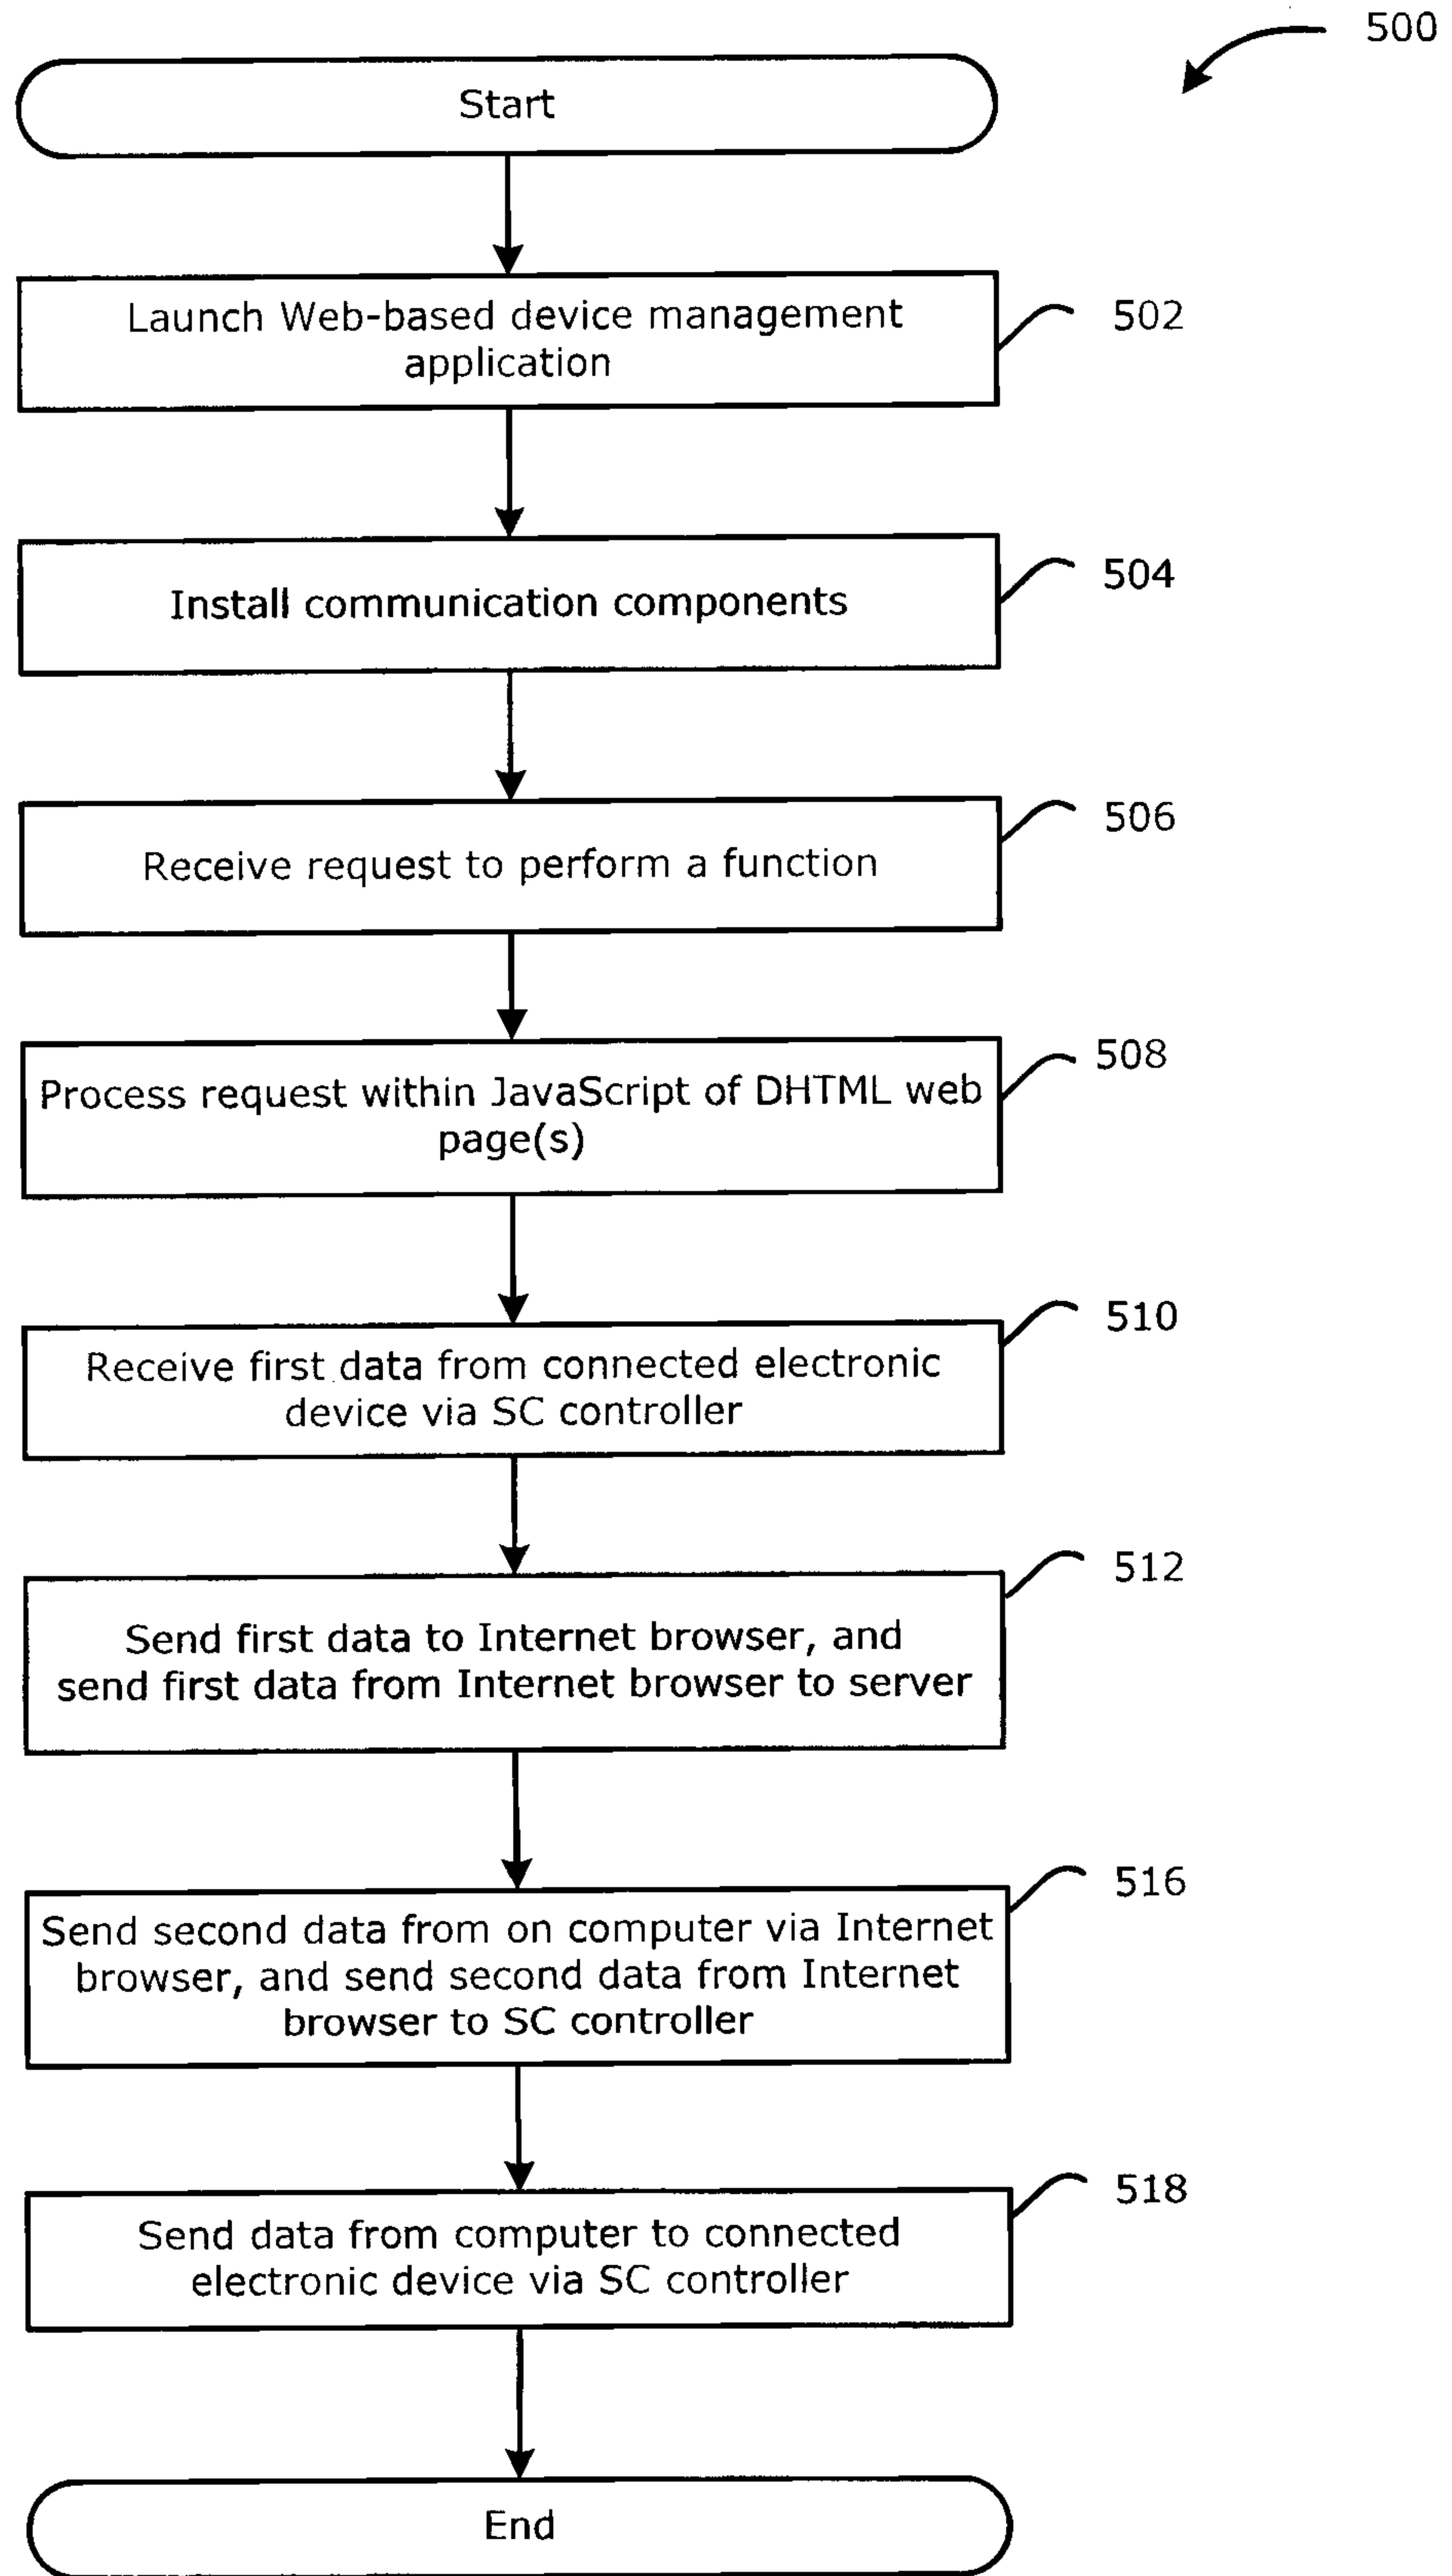 500
Start
Launch Web-based device management
application
502
Install communication components
504
Receive request to perform a function
506
Process request within JavaScript of DHTML web
page(s)
508
Receive first data from connected electronic
device via SC controller
510
Send first data to Internet browser, and
send first data from Internet browser to server
512
Send second data from on computer via Internet
browser, and send second data from Internet
browser to SC controller
516
Send data from computer to connected
electronic device via SC controller
518
End